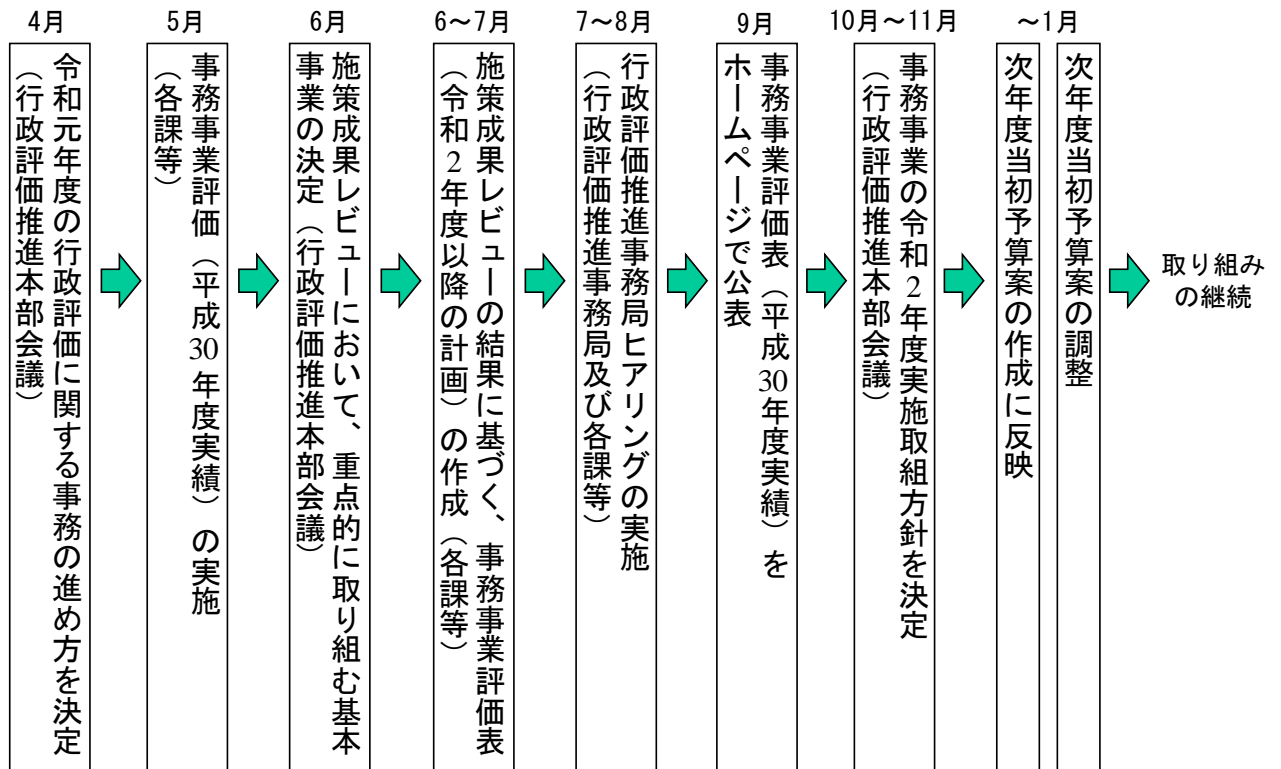 4月
令和元年度の行政評価に関する事務の進め方を決定
（行政評価推進本部会議）
5月
事務事業評価（平成30年度実績）の実施
（各課等）
6月
施策成果レビューにおいて、重点的に取り組む基本
事業の決定（行政評価推進本部会議）
6～7月
施策成果レビューの結果に基づく、事務事業評価表
（令和2年度以降の計画）の作成（各課等）
7～8月
行政評価推進事務局ヒアリングの実施
（行政評価推進事務局及び各課等）
9月
事務事業評価表（平成30年度実績）を
ホームページで公表
10月～11月
事務事業の令和2年度実施取組方針を決定
（行政評価推進本部会議）
～1月
次年度当初予算案の作成に反映
次年度当初予算案の調整
取り組み
の継続